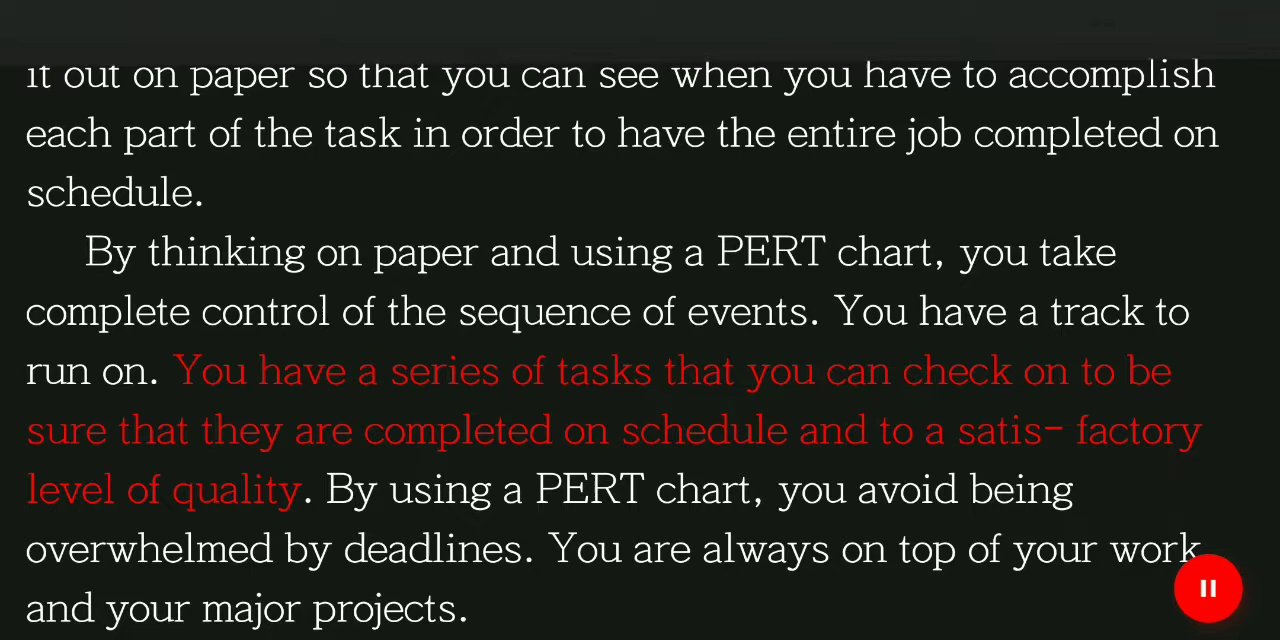 it out on paper so that you can see when you have to accomplish
each part of the task in order to have the entire job completed on
schedule.
By thinking on paper and using a PERT chart, you take
complete control of the sequence of events. You have a track to
run on. You have a series of tasks that you can check on to be
sure that they are completed on schedule and to a satis- factory
level of quality. By using a PERT chart, you avoid being
overwhelmed by deadlines. You are always on top of your work
and your major projects.